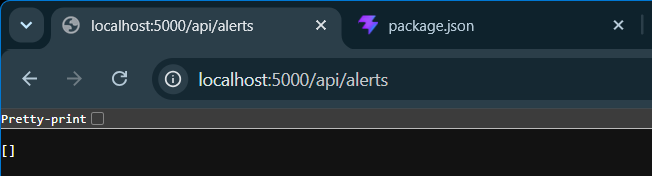 localhost:5000/api/alerts
package.json
localhost:5000/api/alerts
Pretty-print
[]